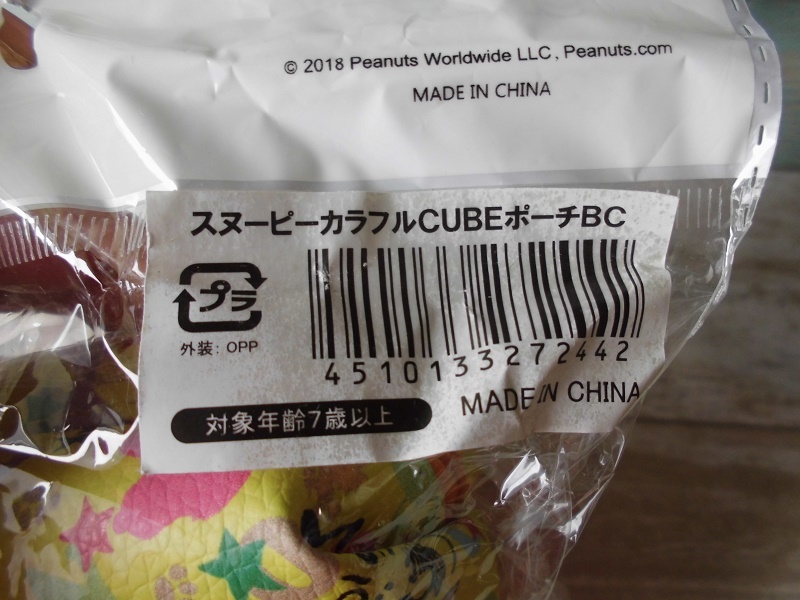 © 2018 Peanuts Worldwide LLC, Peanuts.com
MADE IN CHINA
スヌーピーカラフルCUBEポーチBC
プラ
外装: OPP
4510133272442
対象年齢7歳以上
MADE IN CHINA